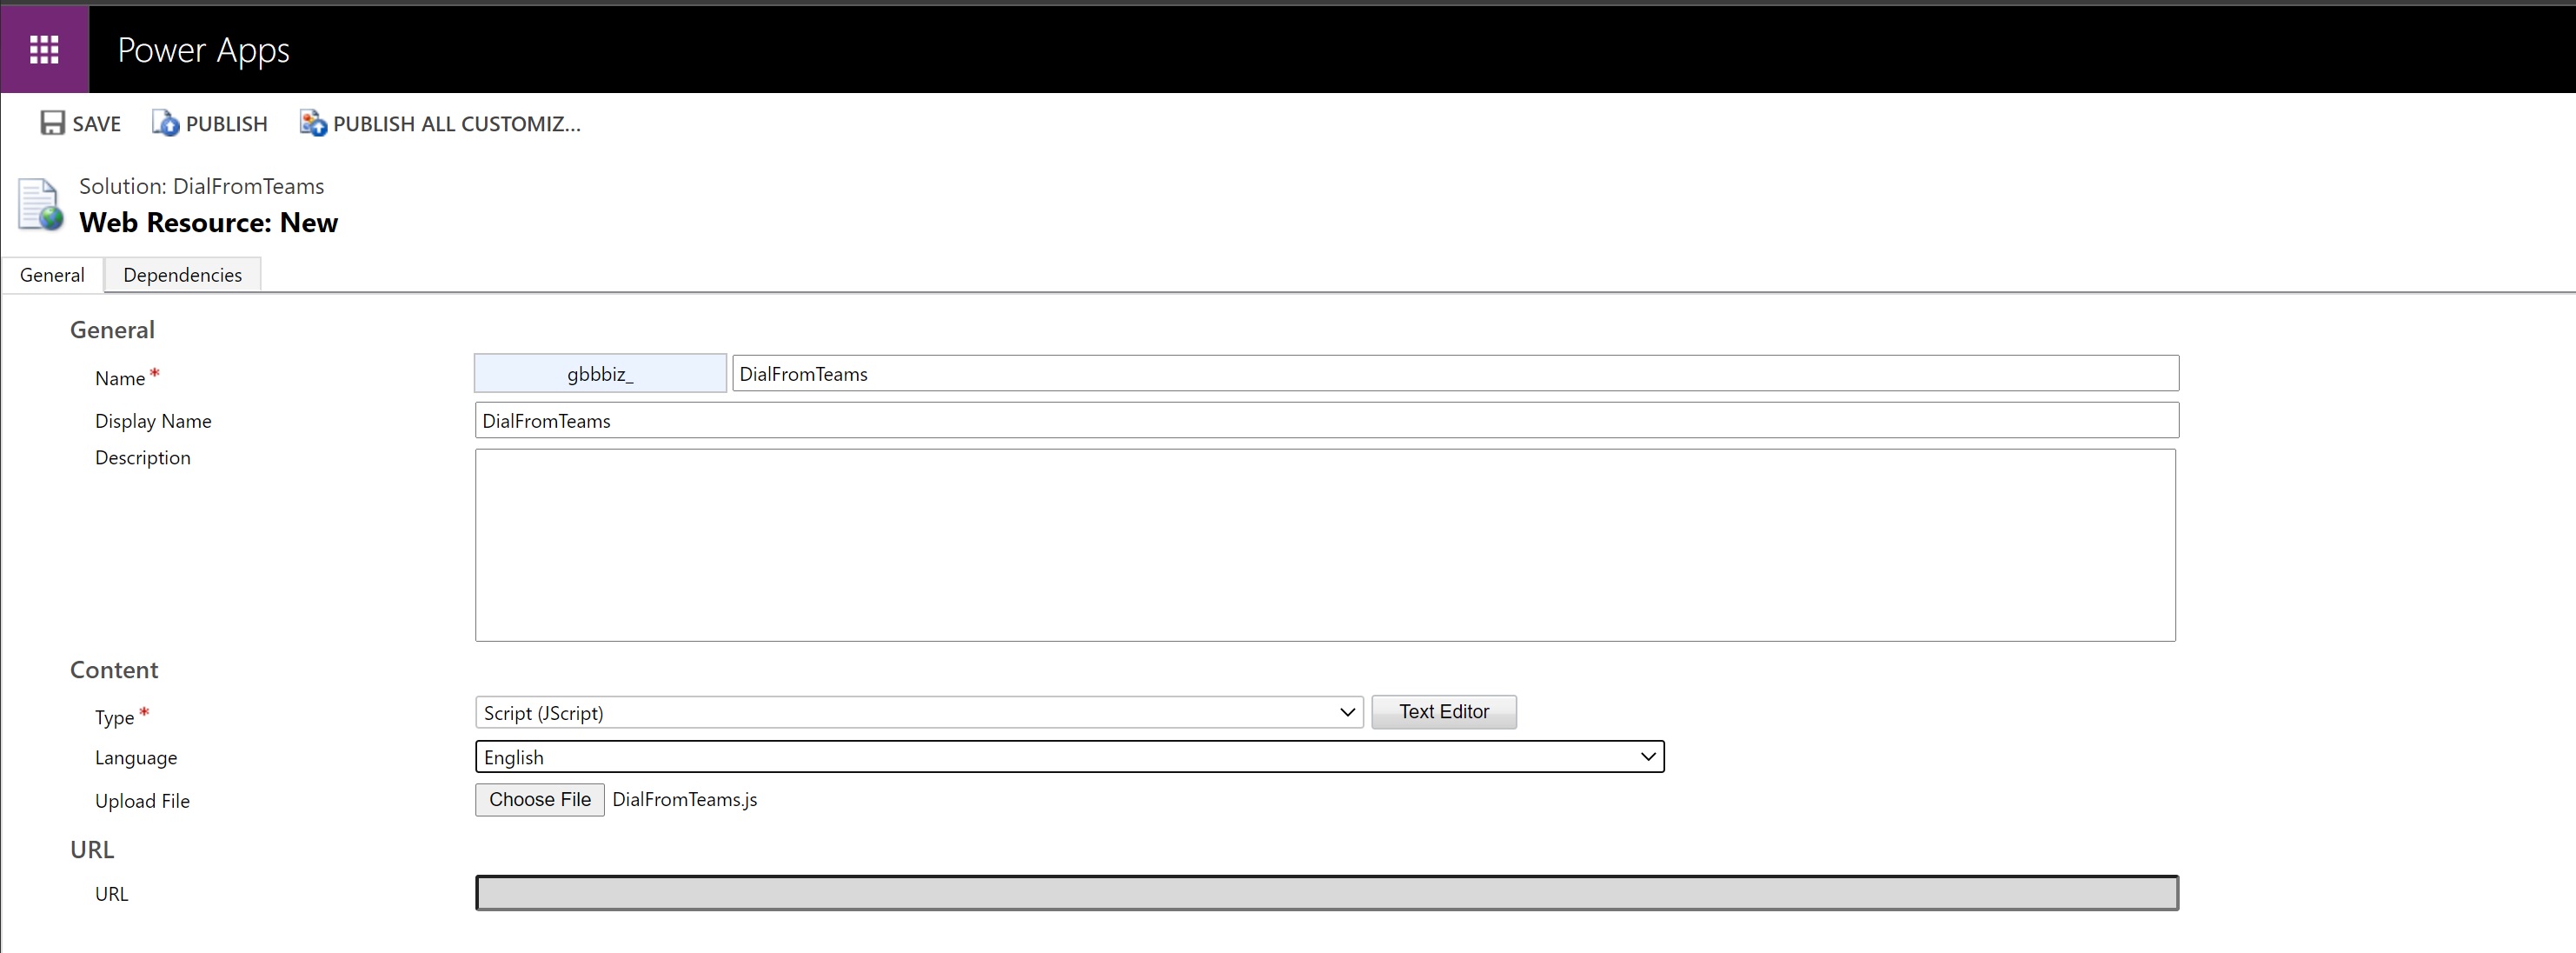 Power Apps
SAVE PUBLISH PUBLISH ALL CUSTOMIZ...
Solution: DialFromTeams
Web Resource: New
General Dependencies
General
Name * gbbbiz_ DialFromTeams
Display Name DialFromTeams
Description
Content
Type * Script (JScript) Text Editor
Language English
Upload File Choose File DialFromTeams.js
URL
URL